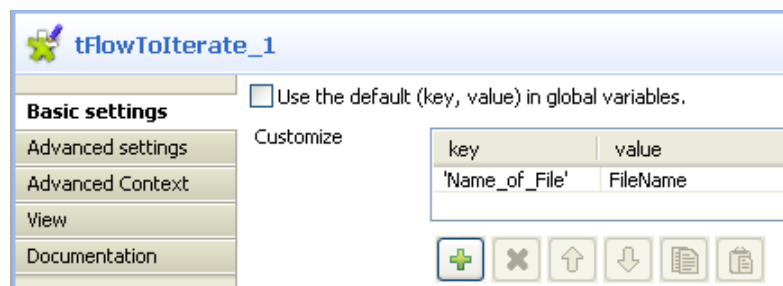 tFlowToIterate_1
Basic settings
Advanced settings
Advanced Context
View
Documentation
Use the default (key, value) in global variables.
Customize
key value
'Name_of_File' FileName